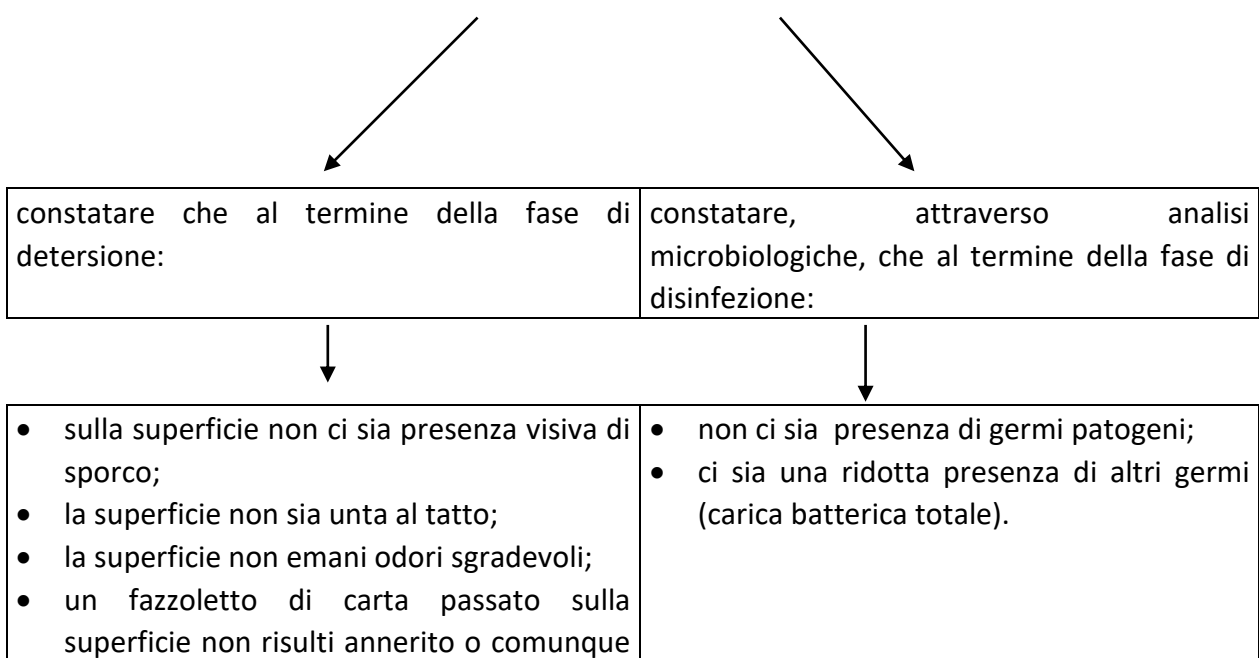 constatare che al termine della fase di
detersione:
constatare, attraverso analisi
microbiologiche, che al termine della fase di
disinfezione:
• sulla superficie non ci sia presenza visiva di
sporco;
• la superficie non sia unta al tatto;
• la superficie non emani odori sgradevoli;
• un fazzoletto di carta passato sulla
superficie non risulti annerito o comunque
• non ci sia presenza di germi patogeni;
• ci sia una ridotta presenza di altri germi
(carica batterica totale).